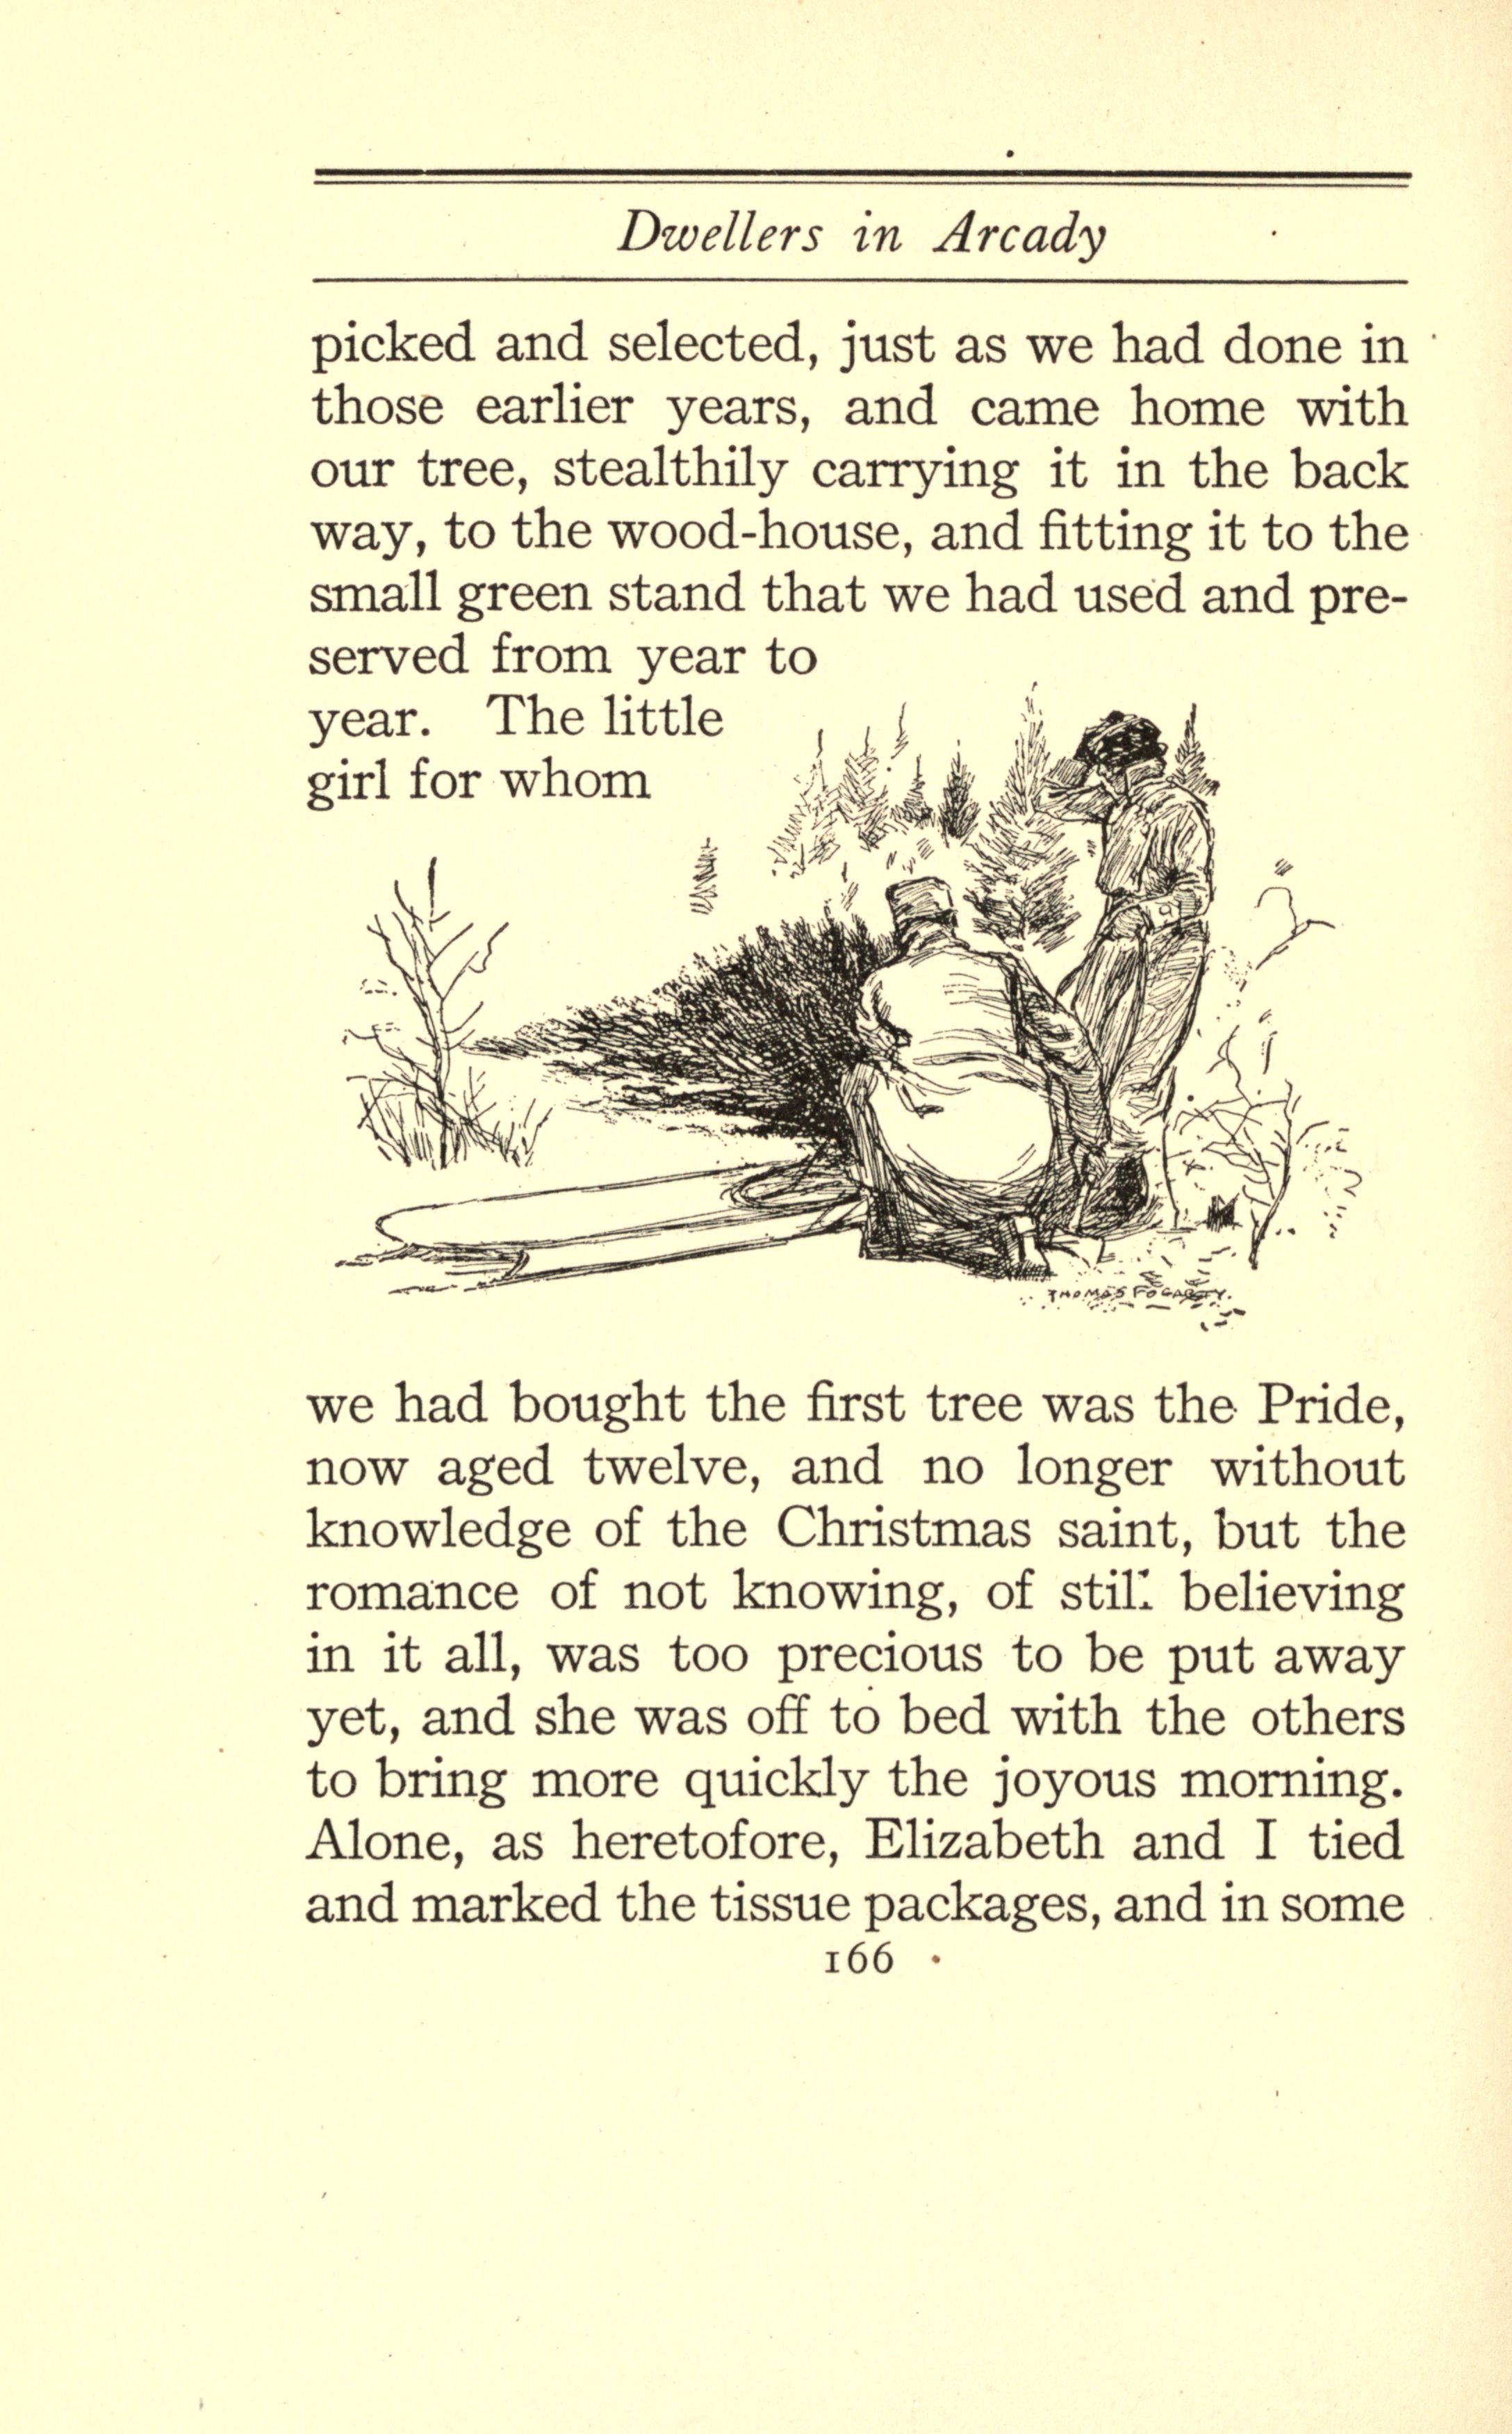 Dwellers in Arcady
picked and selected, just as we had done in
those earlier years, and came home with
our tree, stealthily carrying it in the back
way, to the wood-house, and fitting it to the
small green stand that we had used and pre-
served from year to
year. The little
girl for whom
THOMAS FOGARTY.
we had bought the first tree was the Pride,
now aged twelve, and no longer without
knowledge of the Christmas saint, but the
romance of not knowing, of still believing
in it all, was too precious to be put away
yet, and she was off to bed with the others
to bring more quickly the joyous morning.
Alone, as heretofore, Elizabeth and I tied
and marked the tissue packages, and in some
166